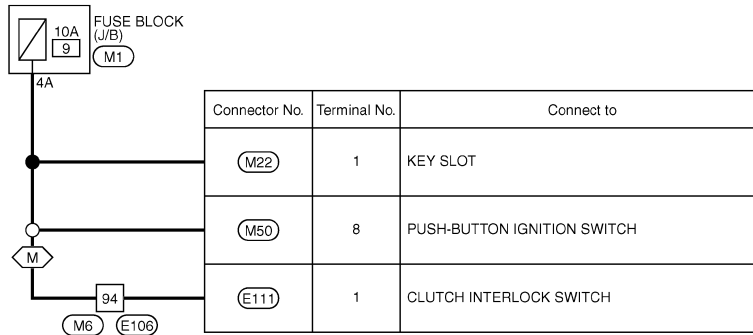 10A
9
FUSE BLOCK
(J/B)
M1
4A
Connector No. Terminal No. Connect to
M22 1 KEY SLOT
M50 8 PUSH-BUTTON IGNITION SWITCH
M
94 E111 1 CLUTCH INTERLOCK SWITCH
M6 E106